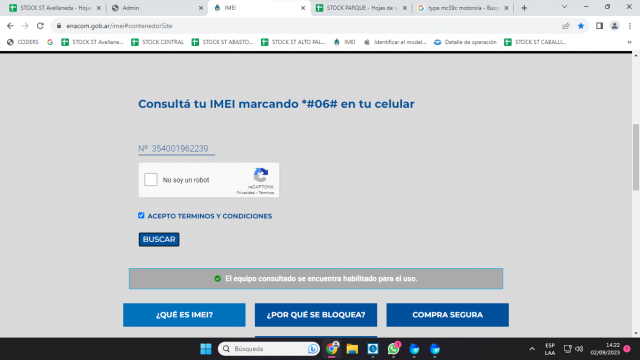 STOCK ST Avellaneda - Hojas
Admin
IMEI
STOCK PARQUE - Hojas de
type mc39c motorola - Bus
enacom.gob.ar/imei#contenedorSite
CODERS
G
STOCK ST Avellane...
STOCK CENTRAL
STOCK ST ABASTO...
STOCK ST ALTO PAL...
IMEI
Identificar el model...
Detalle de operación
STOCK ST CABALLI...
Consultá tu IMEI marcando *#06# en tu celular
Nº 354001962239
No soy un robot
reCAPTCHA
Privacidad - Términos
ACEPTO TERMINOS Y CONDICIONES
BUSCAR
El equipo consultado se encuentra habilitado para el uso.
¿QUÉ ES IMEI?
¿POR QUÉ SE BLOQUEA?
COMPRA SEGURA
Búsqueda
ESP
LAA
14:22
02/09/2023